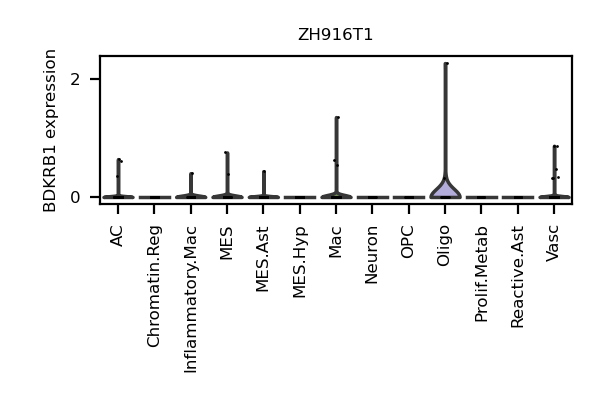 ZH916T1
BDKRB1 expression
2
0
AC
Chromatin.Reg
Inflammatory.Mac
MES
MES.Ast
MES.Hyp
Mac
Neuron
OPC
Oligo
Prolif.Metab
Reactive.Ast
Vasc